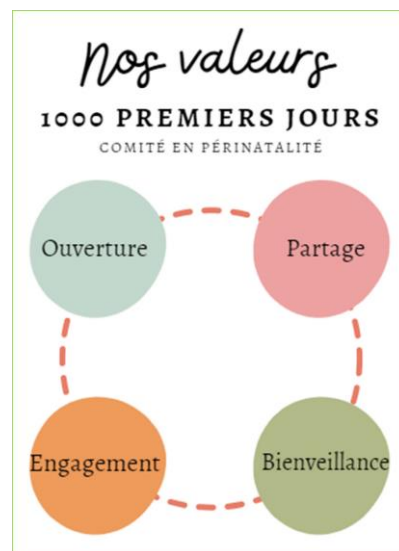 Nos valeurs
1000 PREMIERS JOURS
COMITÉ EN PÉRINATALITÉ
Ouverture
Partage
Engagement
Bienveillance